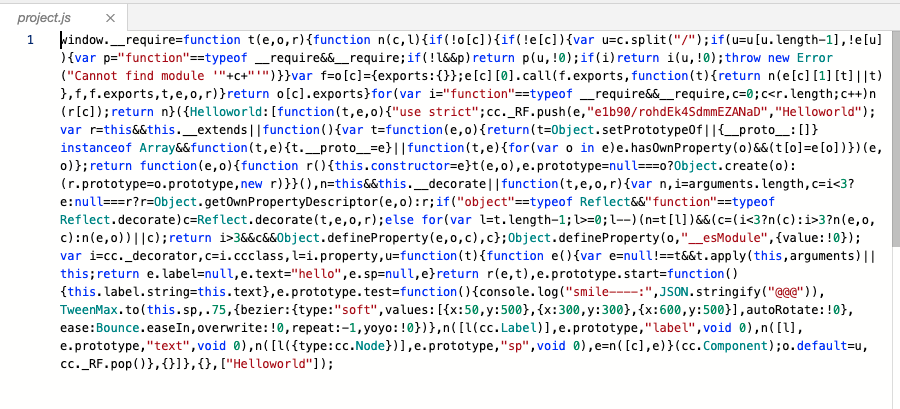 project.js
1
window.__require=function t(e,o,r){function n(c,l){if(!o[c]){if(!e[c]){var u=c.split("/");if(u=u[u.length-1],!e[u]
){var p="function"==typeof __require&&__require;if(!l&&p)return p(u,!0);if(i)return i(u,!0);throw new Error
("Cannot find module '"+c+"'")}}var f=o[c]={exports:{}};e[c][0].call(f.exports,function(t){return n(e[c][1][t]||t)
},f,f.exports,t,e,o,r)}return o[c].exports}for(var i="function"==typeof __require&&__require,c=0;c<r.length;c++)n
(r[c]);return n}({Helloworld:[function(t,e,o){"use strict";cc._RF.push(e,"e1b90/rohdEk4SdmmEZANaD","Helloworld");
var r=this&&this.__extends||function(){var t=function(e,o){return(t=Object.setPrototypeOf||{__proto__:[]}
instanceof Array&&function(t,e){t.__proto__=e}||function(t,e){for(var o in e)e.hasOwnProperty(o)&&(t[o]=e[o])})(e,
o)};return function(e,o){function r(){this.constructor=e}t(e,o),e.prototype=null===o?Object.create(o):
(r.prototype=o.prototype,new r)}}(),n=this&&this.__decorate||function(t,e,o,r){var n,i=arguments.length,c=i<3?
e:null===r?r=Object.getOwnPropertyDescriptor(e,o):r;if("object"==typeof Reflect&&"function"==typeof
Reflect.decorate)c=Reflect.decorate(t,e,o,r);else for(var l=t.length-1;l>=0;l--)(n=t[l])&&(c=(i<3?n(c):i>3?n(e,o,
c):n(e,o))||c);return i>3&&c&&Object.defineProperty(e,o,c),c};Object.defineProperty(o,"__esModule",{value:!0});
var i=cc._decorator,c=i.ccclass,l=i.property,u=function(t){function e(){var e=null!==t&&t.apply(this,arguments)||
this;return e.label=null,e.text="hello",e.sp=null,e}return r(e,t),e.prototype.start=function()
{this.label.string=this.text},e.prototype.test=function(){console.log("smile----:",JSON.stringify("@@@")),
TweenMax.to(this.sp,.75,{bezier:{type:"soft",values:[{x:50,y:500},{x:300,y:300},{x:600,y:500}],autoRotate:!0},
ease:Bounce.easeIn,overwrite:!0,repeat:-1,yoyo:!0})},n([l(cc.Label)],e.prototype,"label",void 0),n([l],
e.prototype,"text",void 0),n([l({type:cc.Node})],e.prototype,"sp",void 0),e=n([c],e)}(cc.Component);o.default=u,
cc._RF.pop()},{}]},{},["Helloworld"]);